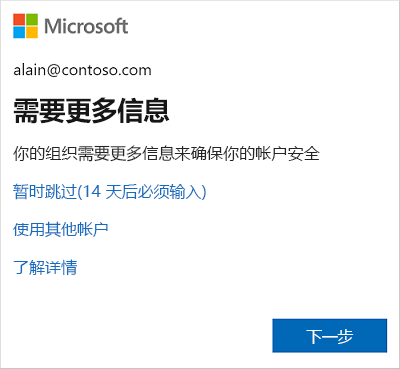 Microsoft
alain@contoso.com
需要更多信息
你的组织需要更多信息来确保你的帐户安全
暂时跳过(14 天后必须输入)
使用其他帐户
了解详情
下一步